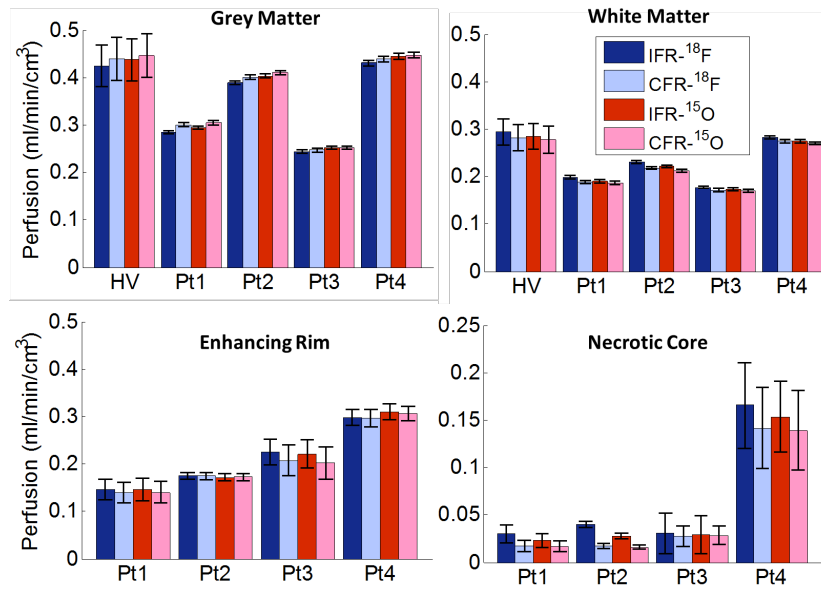 Grey Matter
Perfusion (ml/min/cm³)
0.5
0.4
0.3
0.2
0.1
0
HV Pt1 Pt2 Pt3 Pt4
White Matter
IFR-¹⁸F
CFR-¹⁸F
IFR-¹⁵O
CFR-¹⁵O
0.5
0.4
0.3
0.2
0.1
0
HV Pt1 Pt2 Pt3 Pt4
Enhancing Rim
Perfusion (ml/min/cm³)
0.5
0.4
0.3
0.2
0.1
0
Pt1 Pt2 Pt3 Pt4
Necrotic Core
0.25
0.2
0.15
0.1
0.05
0
Pt1 Pt2 Pt3 Pt4